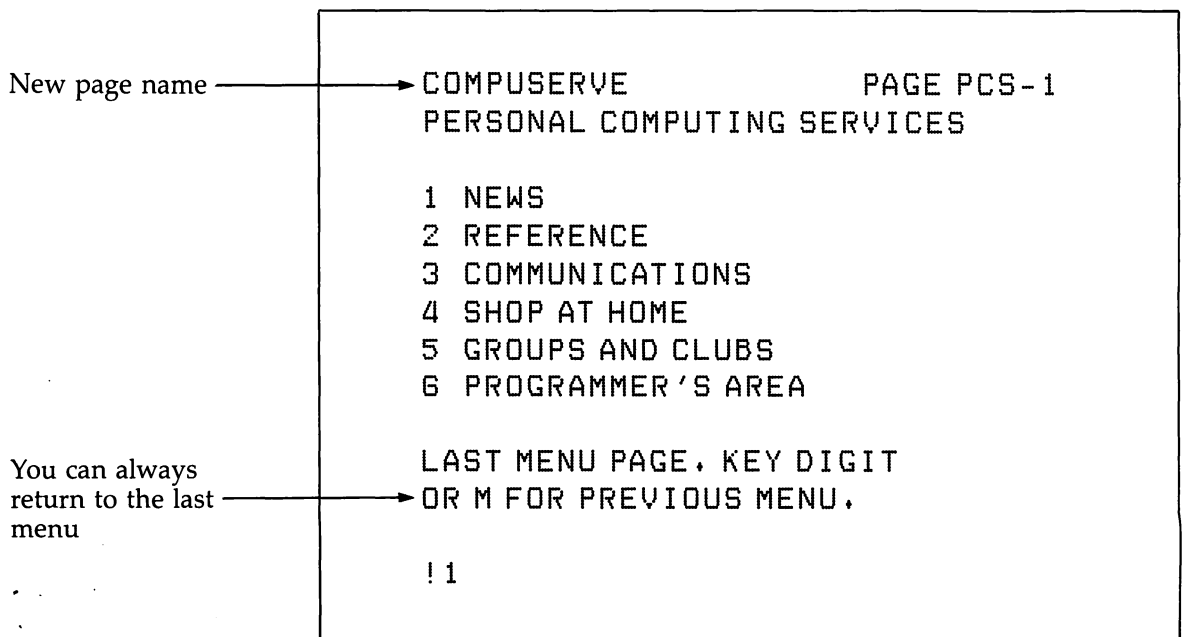 New page name
COMPUSERVE PAGE PCS-1
PERSONAL COMPUTING SERVICES
1 NEWS
2 REFERENCE
3 COMMUNICATIONS
4 SHOP AT HOME
5 GROUPS AND CLUBS
6 PROGRAMMER'S AREA
You can always
return to the last
menu
LAST MENU PAGE. KEY DIGIT
OR M FOR PREVIOUS MENU.
!1